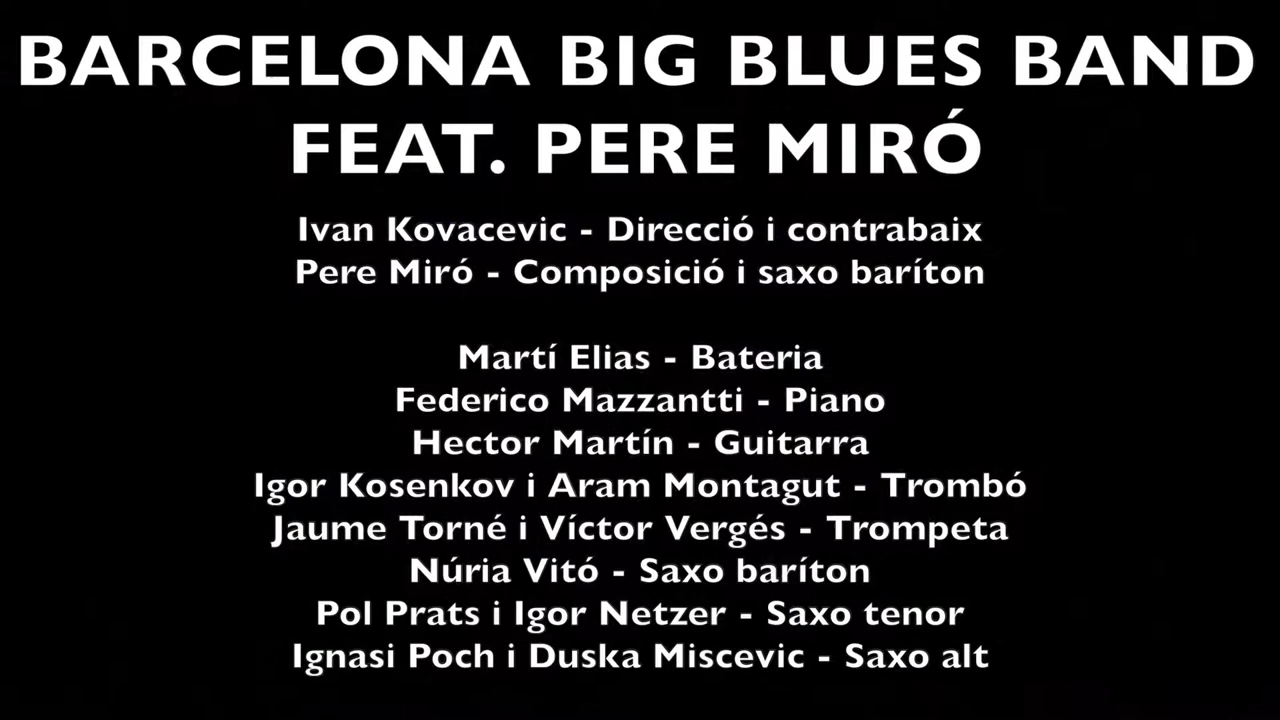 BARCELONA BIG BLUES BAND
FEAT. PERE MIRÓ
Ivan Kovacevic - Direcció i contrabaix
Pere Miró - Composició i saxo baríton
Martí Elias - Bateria
Federico Mazzantti - Piano
Hector Martín - Guitarra
Igor Kosenkov i Aram Montagut - Trombó
Jaume Torné i Víctor Vergés - Trompeta
Núria Vitó - Saxo baríton
Pol Prats i Igor Netzer - Saxo tenor
Ignasi Poch i Duska Miscevic - Saxo alt